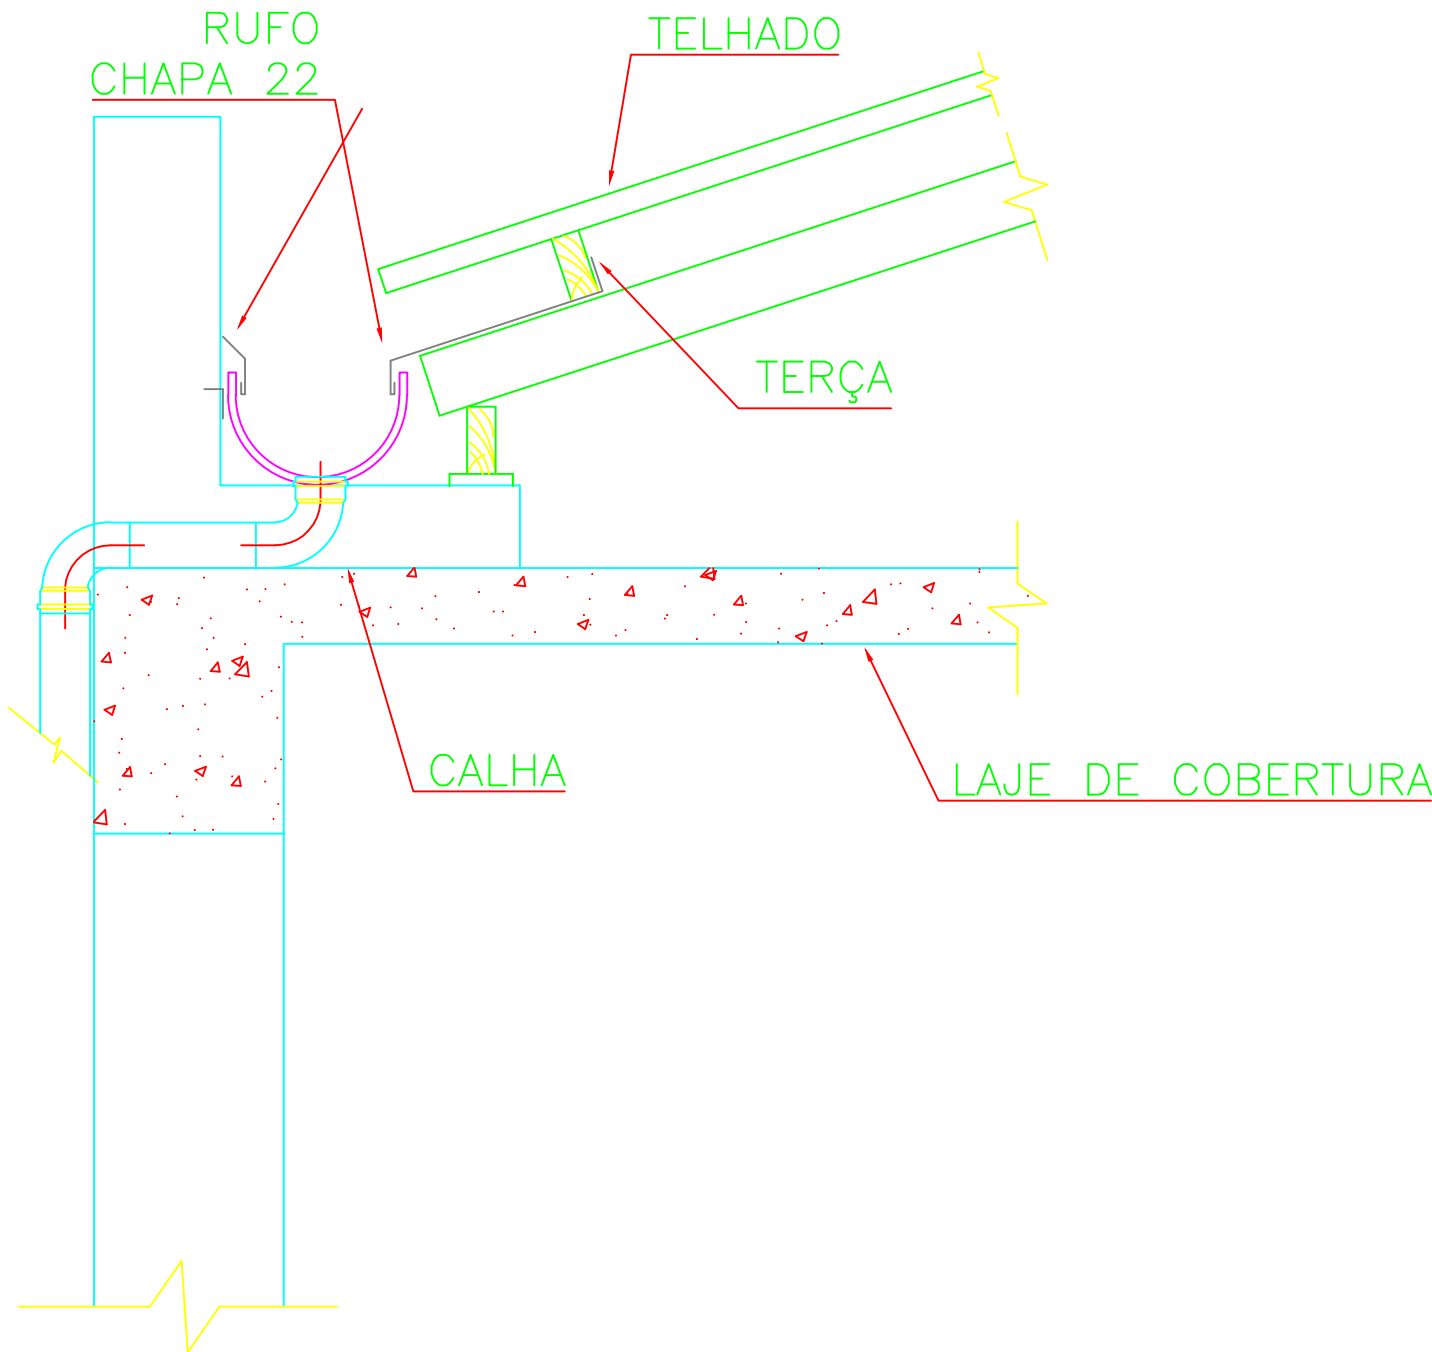 RUFO
CHAPA 22
TELHADO
TERÇA
CALHA
LAJE DE COBERTURA